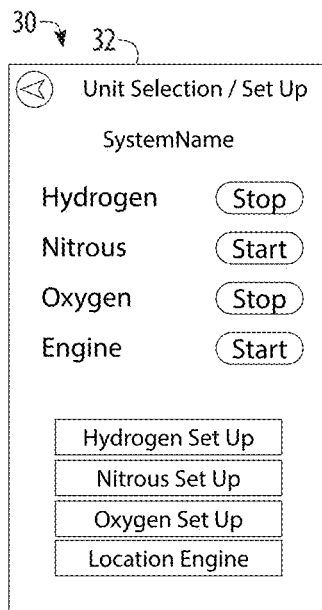 30
32
Unit Selection / Set Up
SystemName
Hydrogen Stop
Nitrous Start
Oxygen Stop
Engine Start
Hydrogen Set Up
Nitrous Set Up
Oxygen Set Up
Location Engine